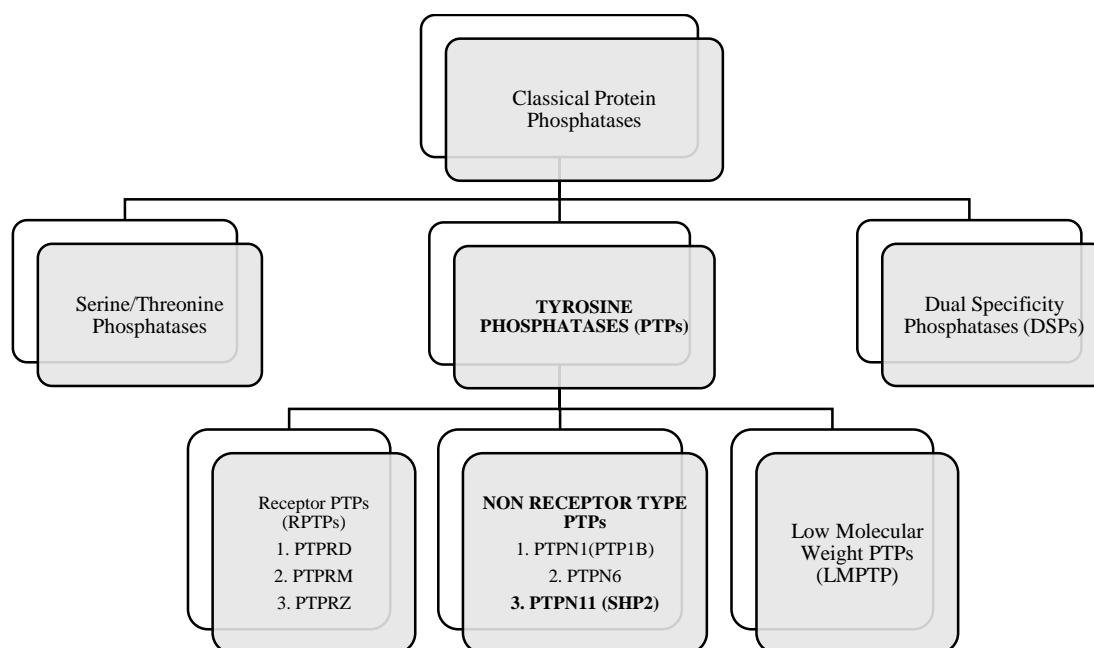 Classical Protein
Phosphatases
Serine/Threonine
Phosphatases
TYROSINE
PHOSPHATASES (PTPs)
Dual Specificity
Phosphatases (DSPs)
Receptor PTPs
(RPTPs)
1. PTPRD
2. PTPRM
3. PTPRZ
NON RECEPTOR TYPE
PTPs
1. PTPN1(PTP1B)
2. PTPN6
3. PTPN11 (SHP2)
Low Molecular
Weight PTPs
(LMPTP)